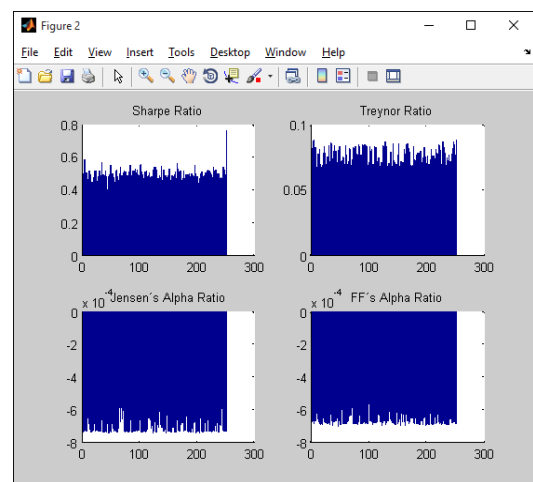 Figure 2
File Edit View Insert Tools Desktop Window Help
Sharpe Ratio
0.8
0.6
0.4
0.2
0
0 100 200 300
Treynor Ratio
0.1
0.05
0
0 100 200 300
x 10-4
Jensen´s Alpha Ratio
0
-2
-4
-6
-8
0 100 200 300
x 10-4
FF´s Alpha Ratio
0
-2
-4
-6
-8
0 100 200 300